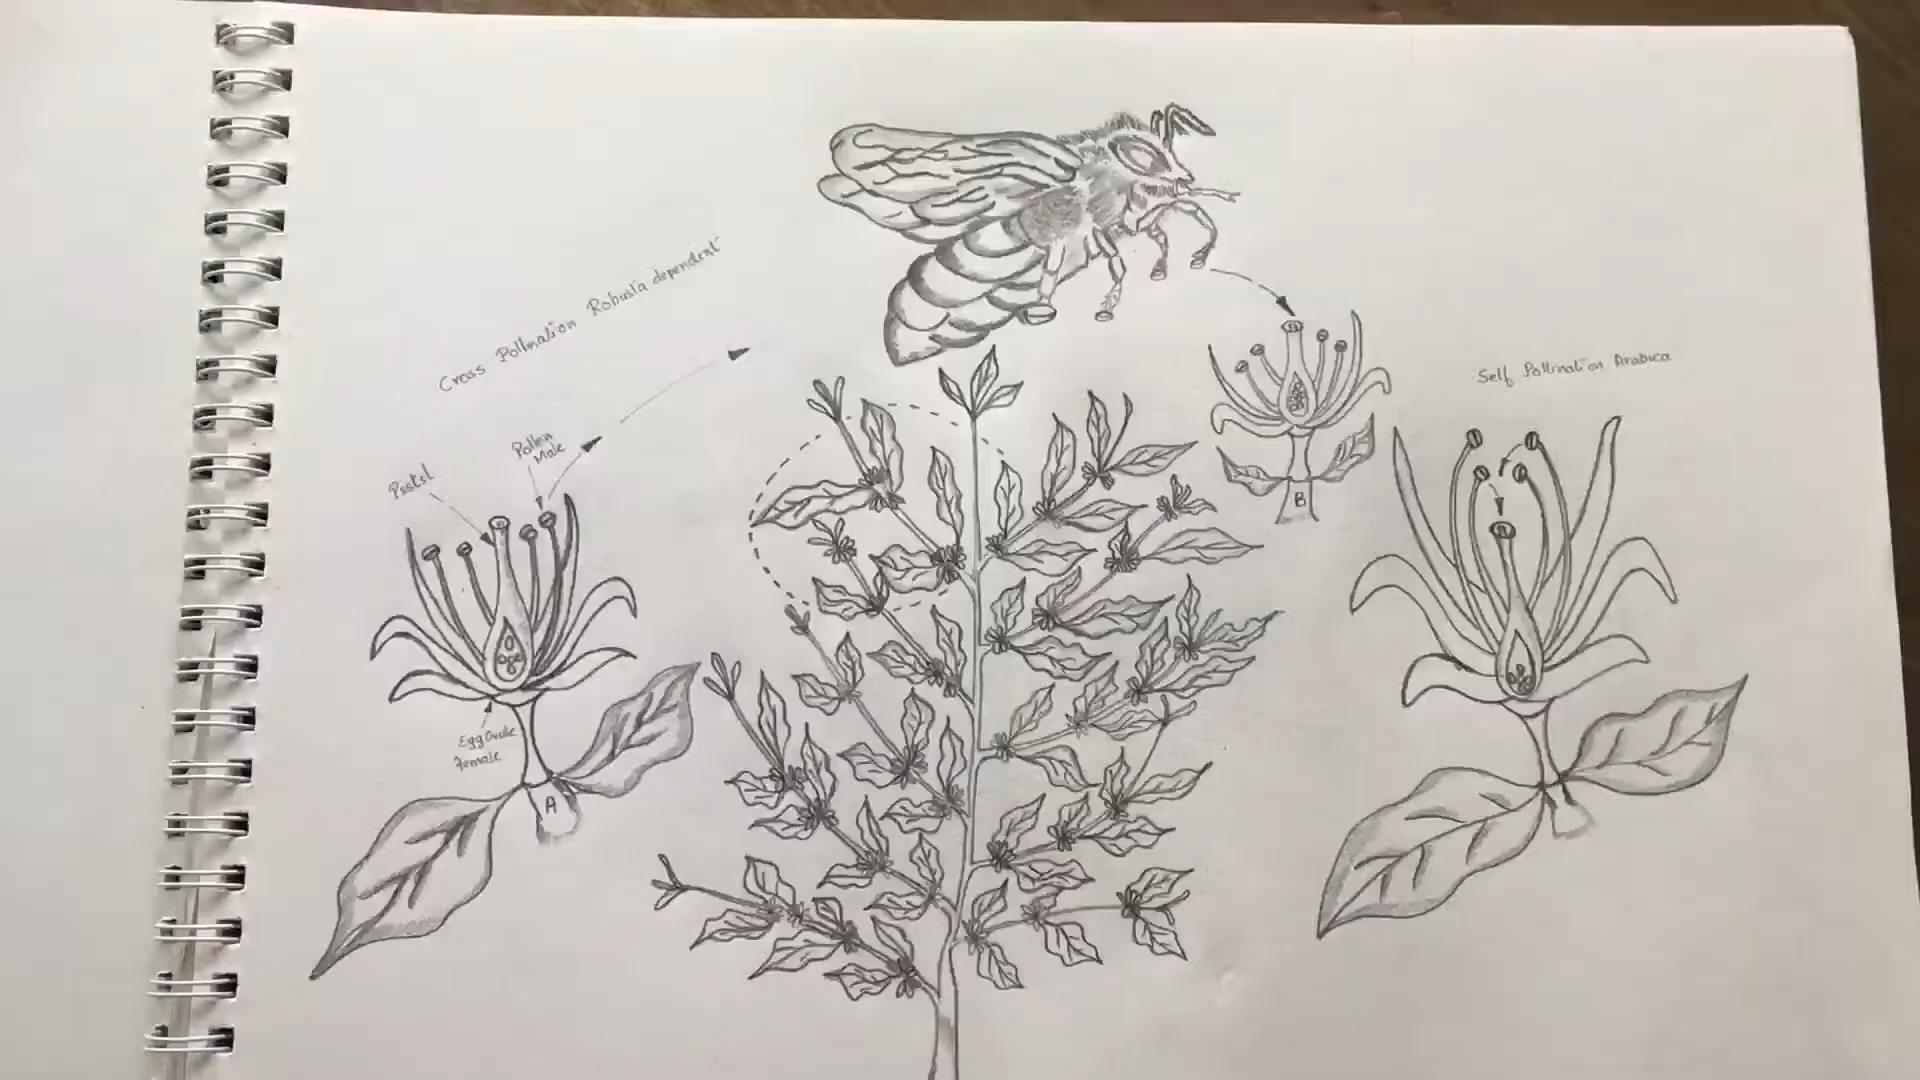 Cross Pollination Robusta dependent
Self Pollination Arabica
Pistil
Pollen
Male
Egg Ovule
Female
A
B